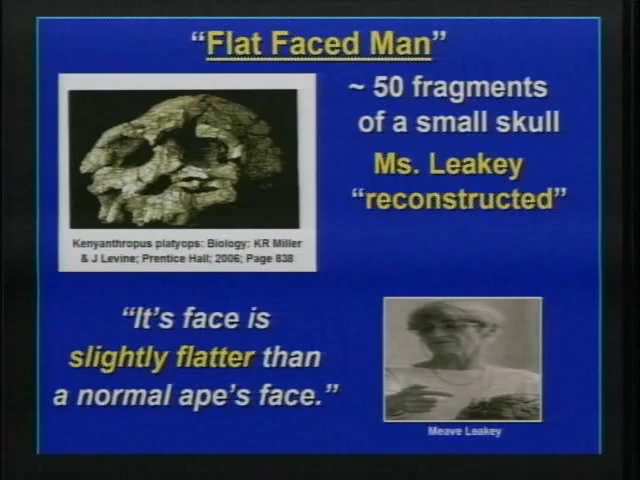 “Flat Faced Man”
~ 50 fragments
of a small skull
Ms. Leakey
“reconstructed”
Kenyanthropus platyops: Biology: KR Miller
& J Levine; Prentice Hall; 2006; Page 838
“It’s face is
slightly flatter than
a normal ape’s face.”
Meave Leakey